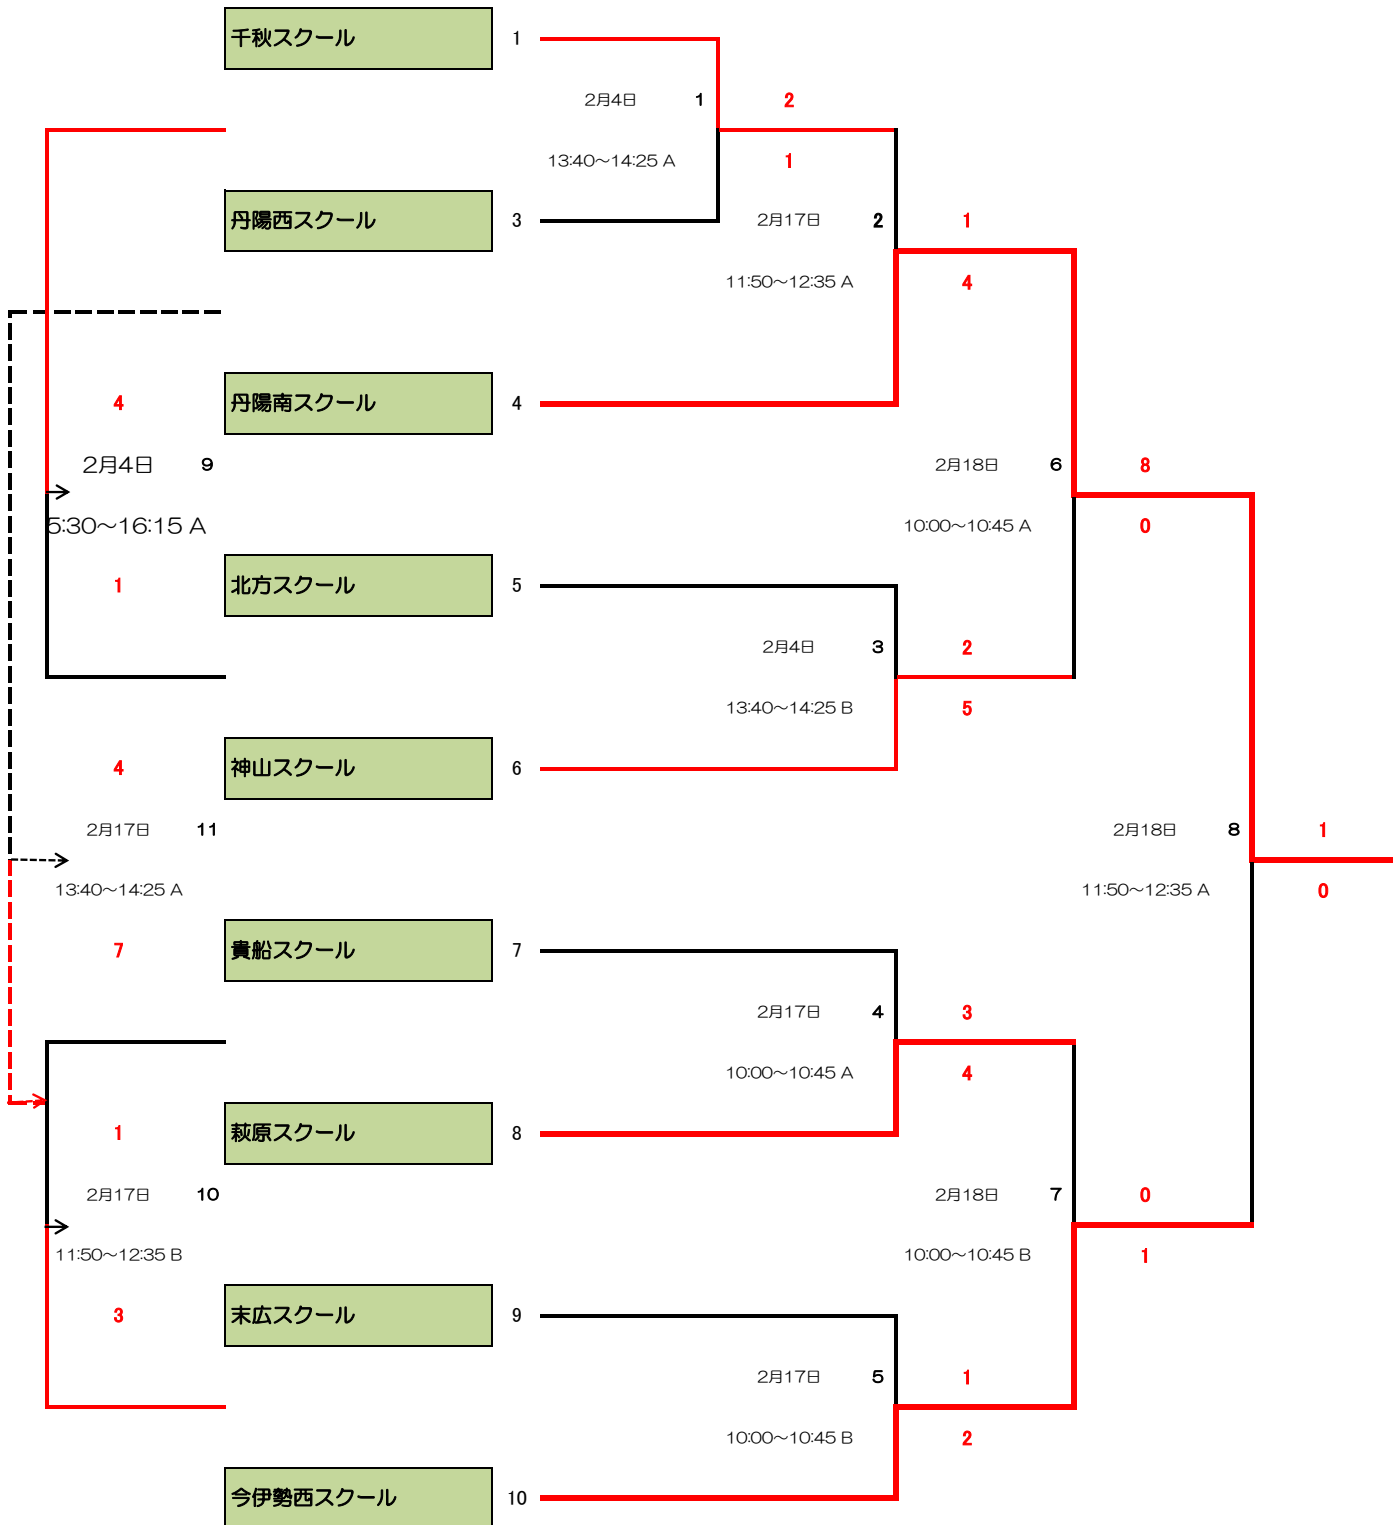 千秋スクール 1
2月4日 1 2
13:40～14:25 A 1
丹陽西スクール 3 2月17日 2 1
11:50～12:35 A 4
4 丹陽南スクール 4
2月4日 9 2月18日 6 8
5:30～16:15 A 10:00～10:45 A 0
1 北方スクール 5
2月4日 3 2
13:40～14:25 B 5
4 神山スクール 6
2月17日 11 2月18日 8 1
13:40～14:25 A 11:50～12:35 A 0
7 貴船スクール 7
2月17日 4 3
10:00～10:45 A 4
1 萩原スクール 8
2月17日 10 2月18日 7 0
11:50～12:35 B 10:00～10:45 B 1
3 末広スクール 9
2月17日 5 1
10:00～10:45 B 2
今伊勢西スクール 10